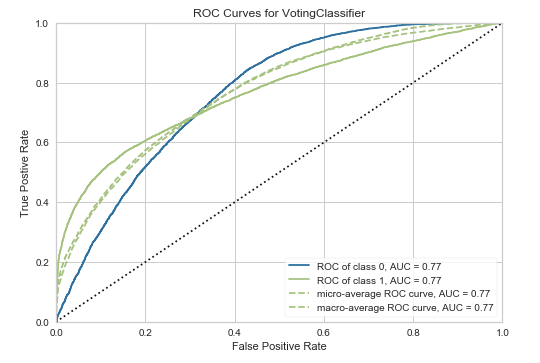 ROC Curves for VotingClassifier
1.0
0.8
0.6
0.4
0.2
0.0
True Postive Rate
ROC of class 0, AUC = 0.77
ROC of class 1, AUC = 0.77
micro-average ROC curve, AUC = 0.77
macro-average ROC curve, AUC = 0.77
0.0 0.2 0.4 0.6 0.8 1.0
False Positive Rate